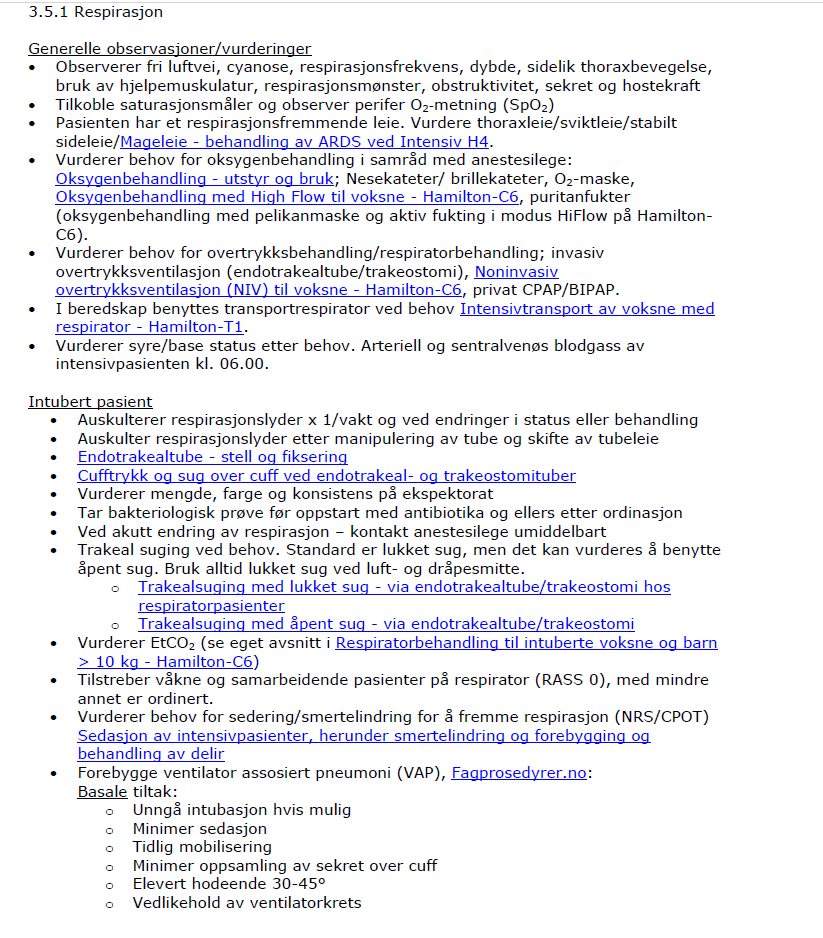 3.5.1 Respirasjon
Generelle observasjoner/vurderinger
• Observerer fri luftvei, cyanose, respirasjonsfrekvens, dybde, sidelik thoraxbevegelse,
bruk av hjelpemuskulatur, respirasjonsmønster, obstruktivitet, sekret og hostekraft
• Tilkoble saturasjonsmåler og observer perifer O₂-metning (SpO₂)
• Pasienten har et respirasjonsfremmende leie. Vurdere thoraxleie/sviktleie/stabilt
sideleie/Mageleie - behandling av ARDS ved Intensiv H4.
• Vurderer behov for oksygenbehandling i samråd med anestesilege:
Oksygenbehandling - utstyr og bruk; Nesekateter/ brillekateter, O₂-maske,
Oksygenbehandling med High Flow til voksne - Hamilton-C6, puritanfukter
(oksygenbehandling med pelikanmaske og aktiv fukting i modus HiFlow på Hamilton-
C6).
• Vurderer behov for overtrykksbehandling/respiratorbehandling; invasiv
overtrykksventilasjon (endotrakealtube/trakeostomi), Noninvasiv
overtrykksventilasjon (NIV) til voksne - Hamilton-C6, privat CPAP/BIPAP.
• I beredskap benyttes transportrespirator ved behov Intensivtransport av voksne med
respirator - Hamilton-T1.
• Vurderer syre/base status etter behov. Arteriell og sentralvenøs blodgass av
intensivpasienten kl. 06.00.
Intubert pasient
• Auskulterer respirasjonslyder x 1/vakt og ved endringer i status eller behandling
• Auskulter respirasjonslyder etter manipulering av tube og skifte av tubeleie
• Endotrakealtube - stell og fiksering
• Cufftrykk og sug over cuff ved endotrakeal- og trakeostomituber
• Vurderer mengde, farge og konsistens på ekspektorat
• Tar bakteriologisk prøve før oppstart med antibiotika og ellers etter ordinasjon
• Ved akutt endring av respirasjon – kontakt anestesilege umiddelbart
• Trakeal suging ved behov. Standard er lukket sug, men det kan vurderes å benytte
åpent sug. Bruk alltid lukket sug ved luft- og dråpesmitte.
o Trakealsuging med lukket sug - via endotrakealtube/trakeostomi hos
respiratorpasienter
o Trakealsuging med åpent sug - via endotrakealtube/trakeostomi
• Vurderer EtCO₂ (se eget avsnitt i Respiratorbehandling til intuberte voksne og barn
> 10 kg - Hamilton-C6)
• Tilstreber våkne og samarbeidende pasienter på respirator (RASS 0), med mindre
annet er ordinert.
• Vurderer behov for sedering/smertelindring for å fremme respirasjon (NRS/CPOT)
Sedasjon av intensivpasienter, herunder smertelindring og forebygging og
behandling av delir
• Forebygge ventilator assosiert pneumoni (VAP), Fagprosedyrer.no:
Basale tiltak:
o Unngå intubasjon hvis mulig
o Minimer sedasjon
o Tidlig mobilisering
o Minimer oppsamling av sekret over cuff
o Elevert hodeende 30-45º
o Vedlikehold av ventilatorkrets